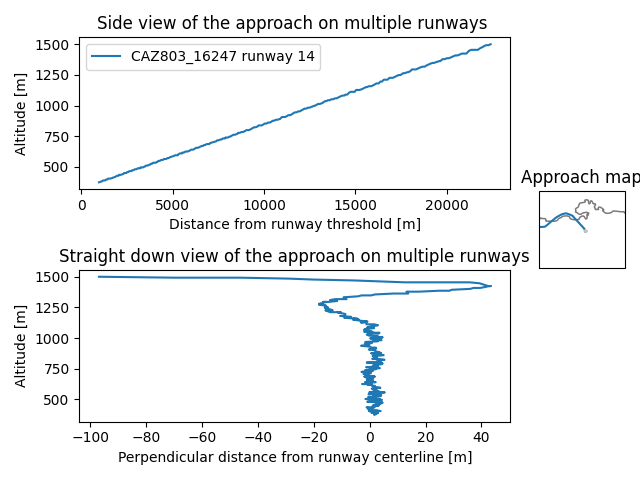 Side view of the approach on multiple runways
Altitude [m]
1500
1250
1000
750
500
CAZ803_16247 runway 14
0
5000
10000
15000
20000
Distance from runway threshold [m]
Approach map
Straight down view of the approach on multiple runways
Altitude [m]
1500
1250
1000
750
500
−100
−80
−60
−40
−20
0
20
40
Perpendicular distance from runway centerline [m]